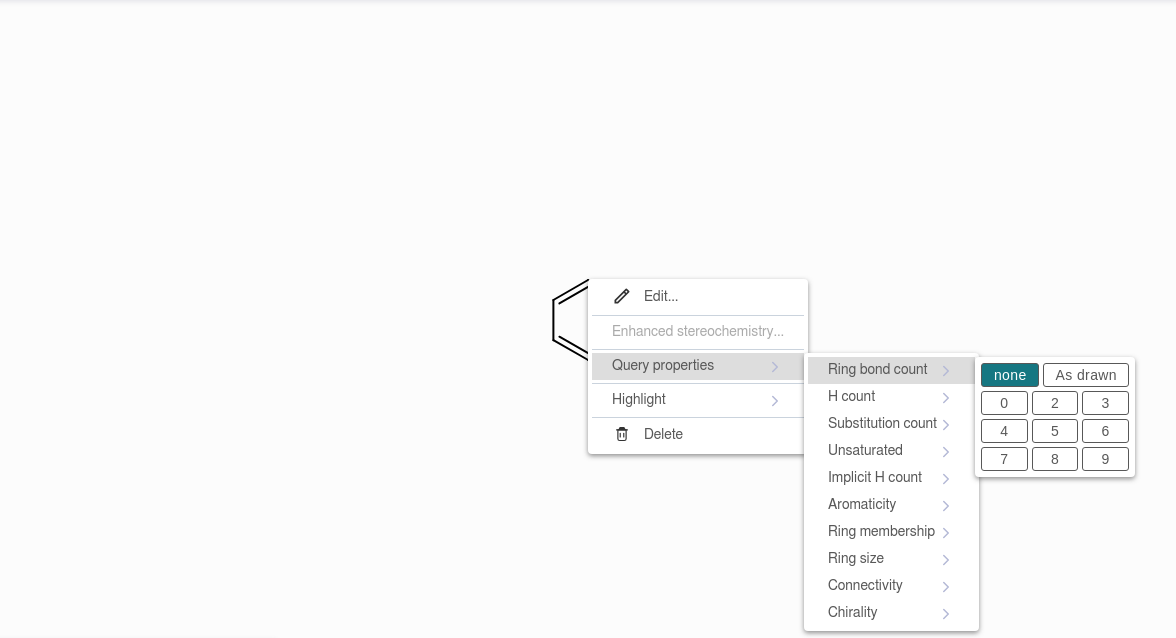 Edit...
Enhanced stereochemistry...
Query properties
Highlight
Delete
Ring bond count
H count
Substitution count
Unsaturated
Implicit H count
Aromaticity
Ring membership
Ring size
Connectivity
Chirality
none As drawn
0 2 3
4 5 6
7 8 9